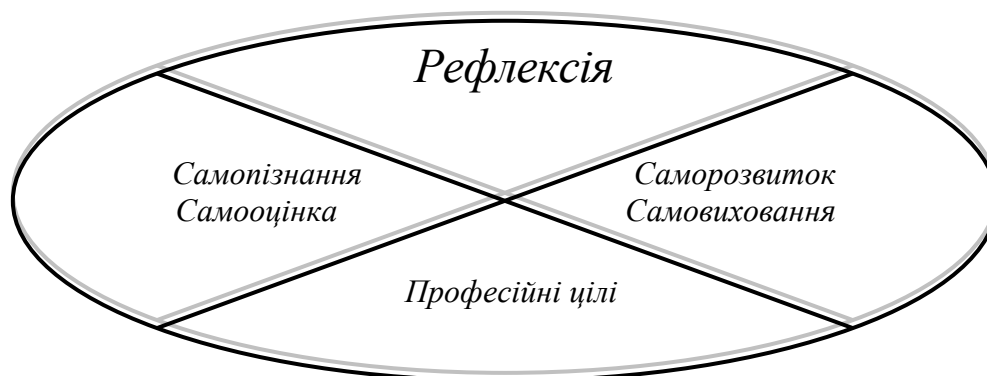 Рефлексія
Самопізнання
Самооцінка
Саморозвиток
Самовиховання
Професійні цілі